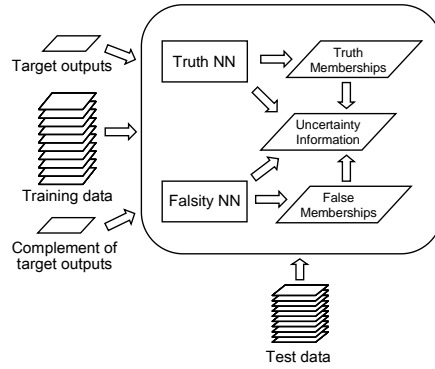 Target outputs
Truth NN
Truth
Memberships
Uncertainty
Information
Training data
Falsity NN
False
Memberships
Complement of
target outputs
Test data